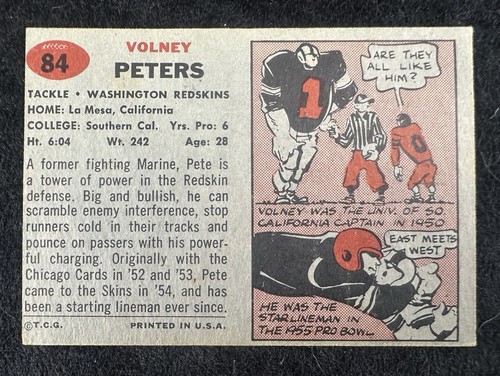 84
VOLNEY
PETERS
TACKLE • WASHINGTON REDSKINS
HOME: La Mesa, California
COLLEGE: Southern Cal. Yrs. Pro: 6
Ht. 6:04 Wt. 242 Age: 28
A former fighting Marine, Pete is
a tower of power in the Redskin
defense. Big and bullish, he can
scramble enemy interference, stop
runners cold in their tracks and
pounce on passers with his power-
ful charging. Originally with the
Chicago Cards in '52 and '53, Pete
came to the Skins in '54, and has
been a starting lineman ever since.
©T.C.G. PRINTED IN U.S.A.
ARE THEY
ALL LIKE
HIM?
1
0
VOLNEY WAS THE UNIV. OF SO.
CALIFORNIA CAPTAIN IN 1950
EAST MEETS
WEST
HE WAS THE
STAR LINEMAN IN
THE 1955 PRO BOWL